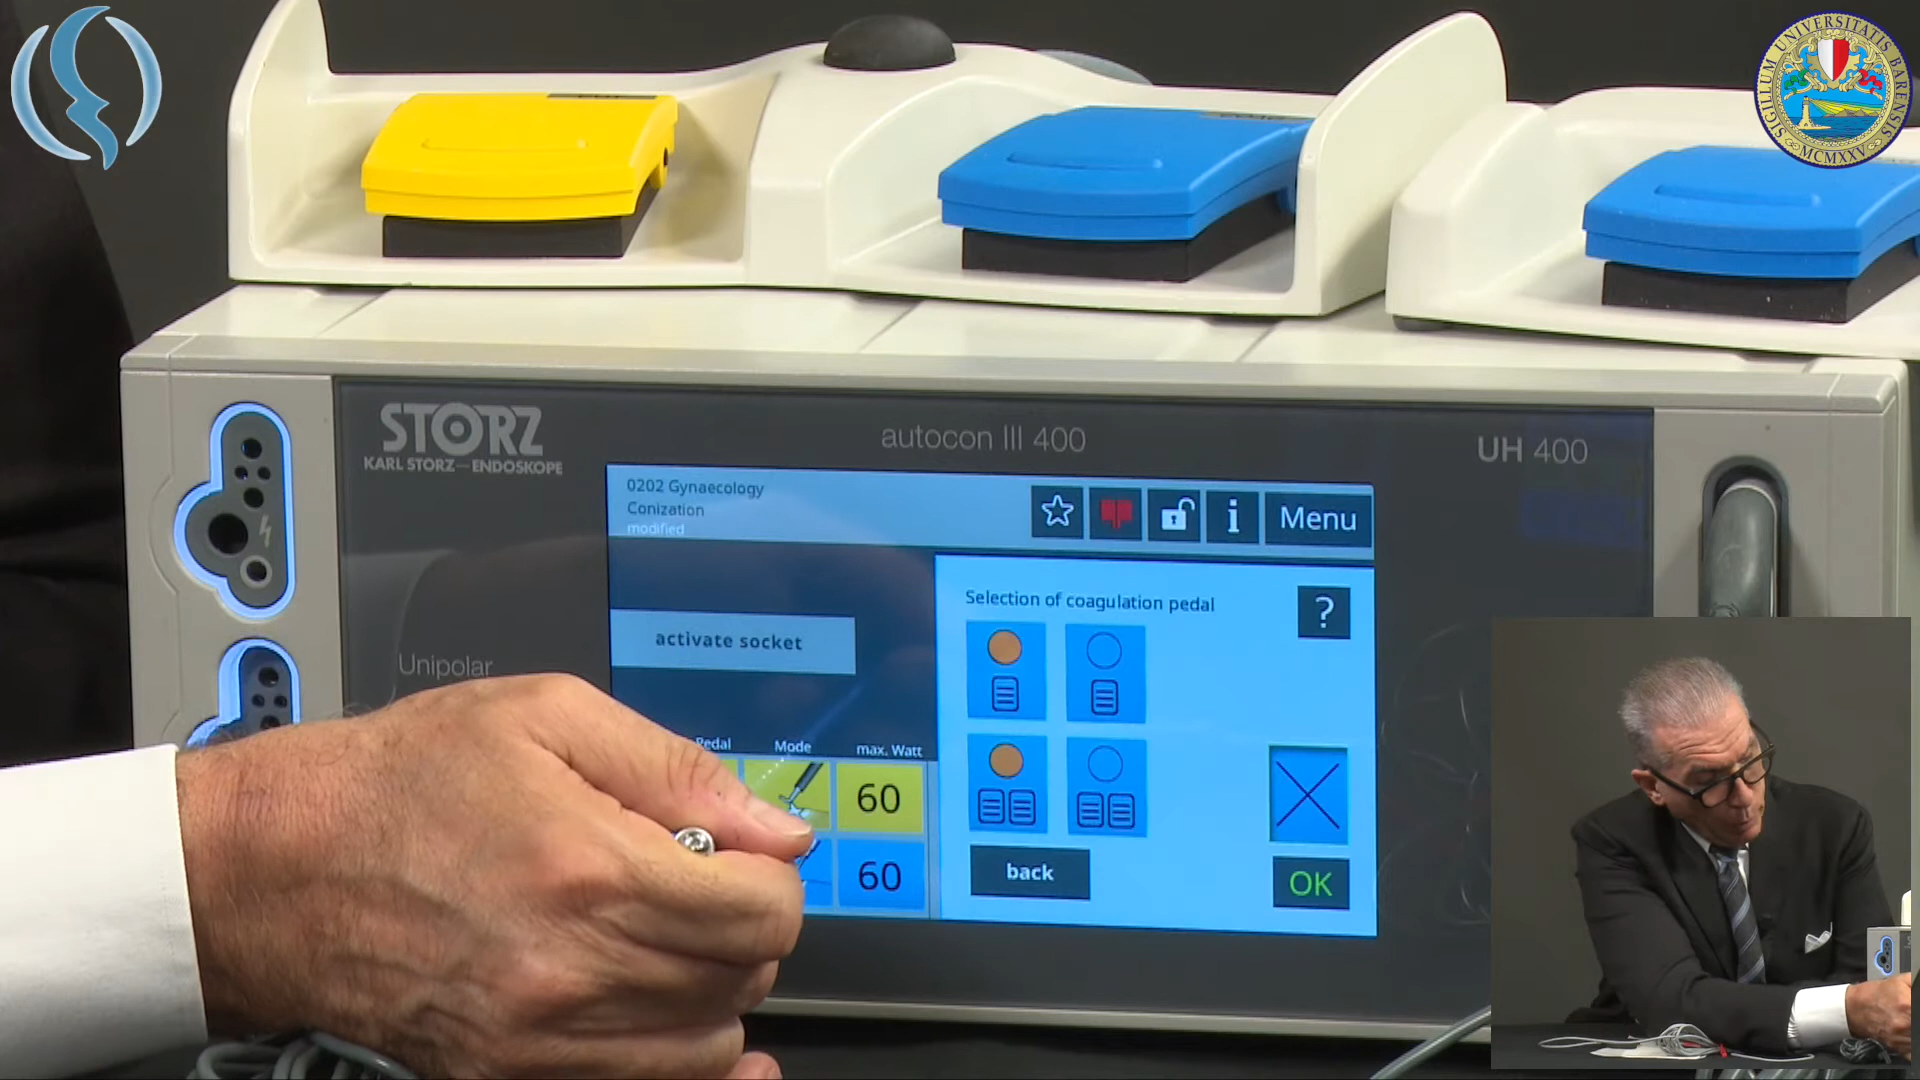 SIGILLUM UNIVERSITATIS BARENSIS
MCMXXV
STORZ
KARL STORZ—ENDOSKOPE
autocon III 400
UH 400
0202 Gynaecology
Conization
modified
i
Menu
activate socket
Selection of coagulation pedal
?
Unipolar
Pedal
Mode
max. Watt
60
60
back
OK